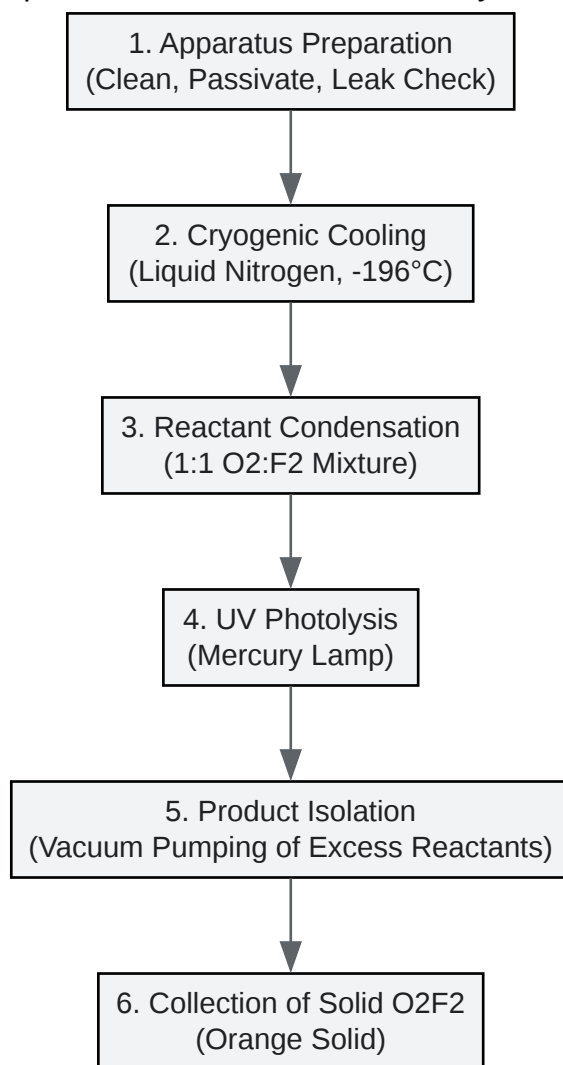 1. Apparatus Preparation
(Clean, Passivate, Leak Check)
2. Cryogenic Cooling
(Liquid Nitrogen, -196°C)
3. Reactant Condensation
(1:1 O2:F2 Mixture)
4. UV Photolysis
(Mercury Lamp)
5. Product Isolation
(Vacuum Pumping of Excess Reactants)
6. Collection of Solid O2F2
(Orange Solid)